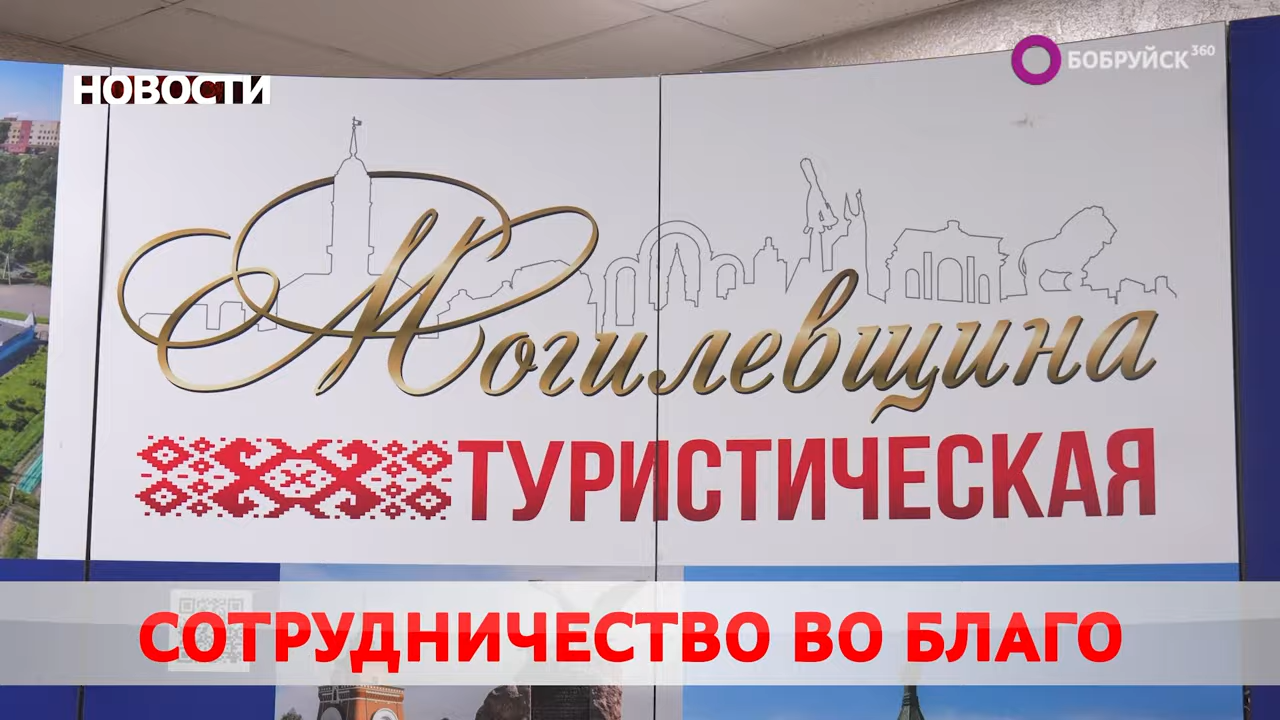 НОВОСТИ
БОБРУЙСК 360
Могилевщина
ТУРИСТИЧЕСКАЯ
СОТРУДНИЧЕСТВО ВО БЛАГО